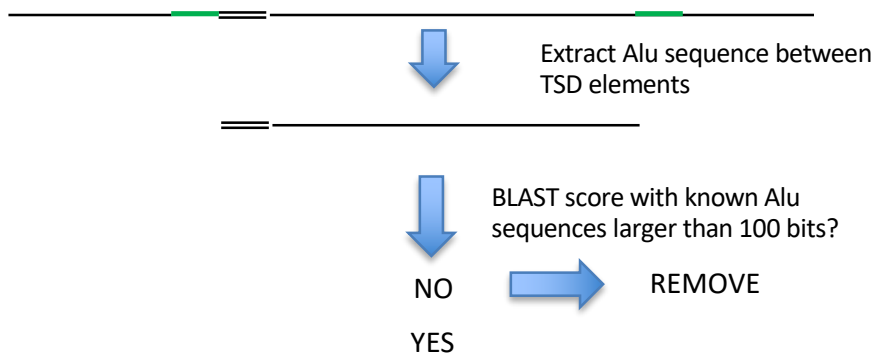 Extract Alu sequence between
TSD elements
BLAST score with known Alu
sequences larger than 100 bits?
NO
REMOVE
YES